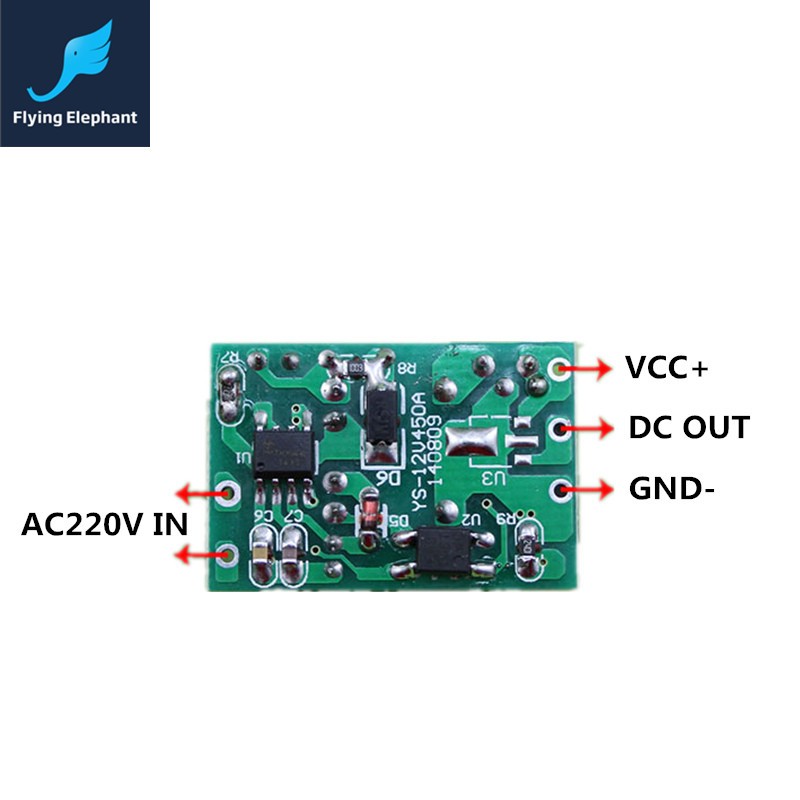 Flying Elephant
VCC+
DC OUT
GND-
AC220V IN
R7
R8
U1
D6
YS-12V450A
140809
U3
C6
C7
D5
U2
R9